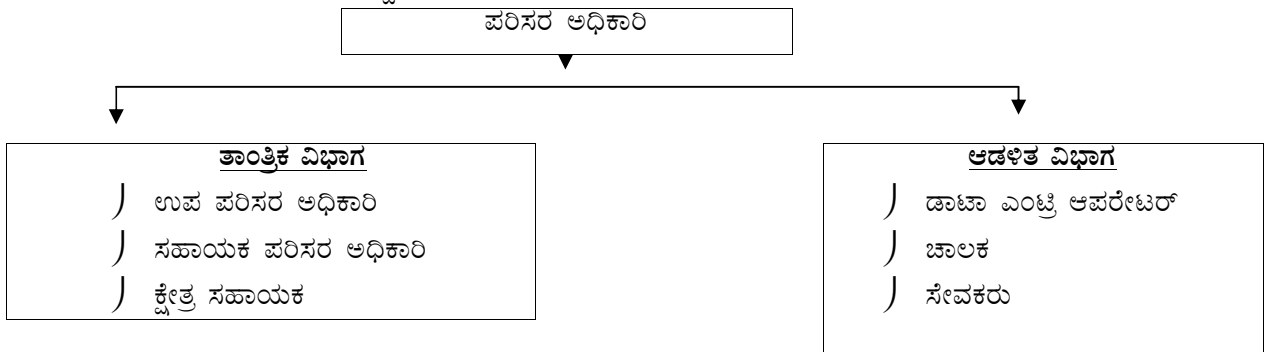 ಪರಿಸರ ಅಧಿಕಾರಿ
ತಾಂತ್ರಿಕ ವಿಭಾಗ
ಉಪ ಪರಿಸರ ಅಧಿಕಾರಿ
ಸಹಾಯಕ ಪರಿಸರ ಅಧಿಕಾರಿ
ಕ್ಷೇತ್ರ ಸಹಾಯಕ
ಆಡಳಿತ ವಿಭಾಗ
ಡಾಟಾ ಎಂಟ್ರಿ ಆಪರೇಟರ್
ಚಾಲಕ
ಸೇವಕರು